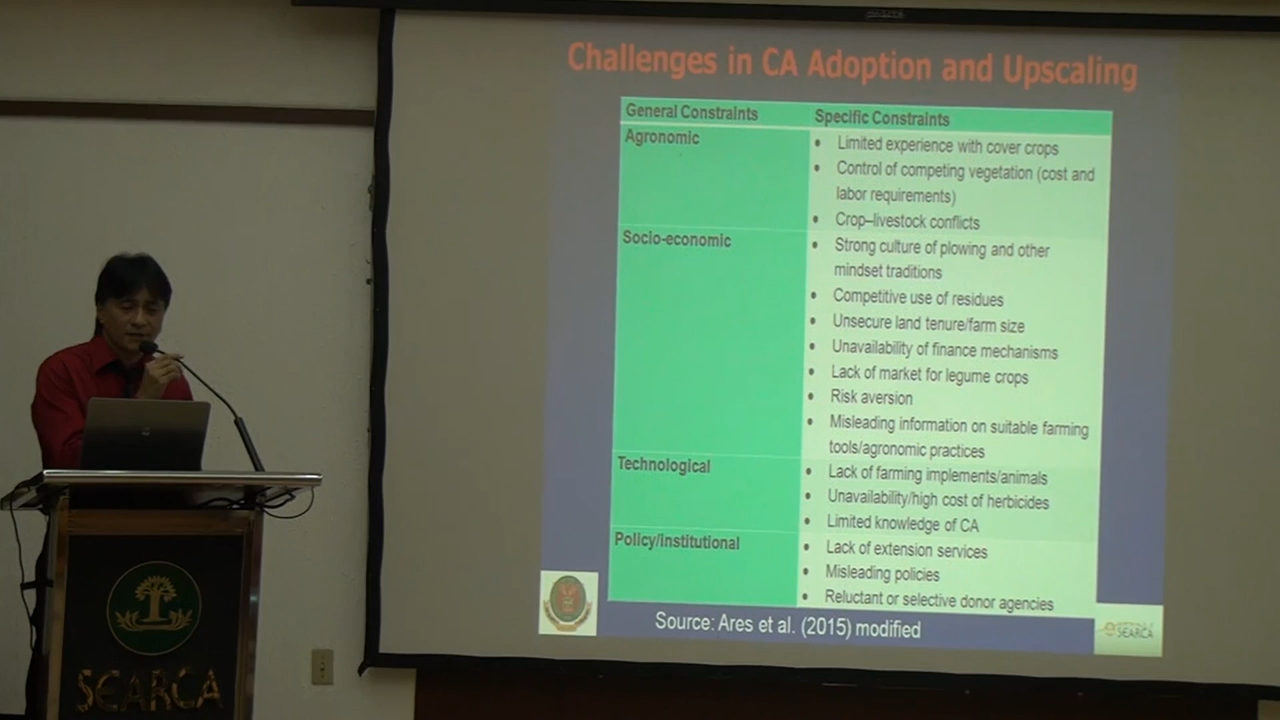 Challenges in CA Adoption and Upscaling
General Constraints
Specific Constraints
Agronomic
• Limited experience with cover crops
• Control of competing vegetation (cost and
labor requirements)
• Crop–livestock conflicts
Socio-economic
• Strong culture of plowing and other
mindset traditions
• Competitive use of residues
• Unsecure land tenure/farm size
• Unavailability of finance mechanisms
• Lack of market for legume crops
• Risk aversion
• Misleading information on suitable farming
tools/agronomic practices
Technological
• Lack of farming implements/animals
• Unavailability/high cost of herbicides
• Limited knowledge of CA
Policy/institutional
• Lack of extension services
• Misleading policies
• Reluctant or selective donor agencies
Source: Ares et al. (2015) modified
SEARCA
SEARCA